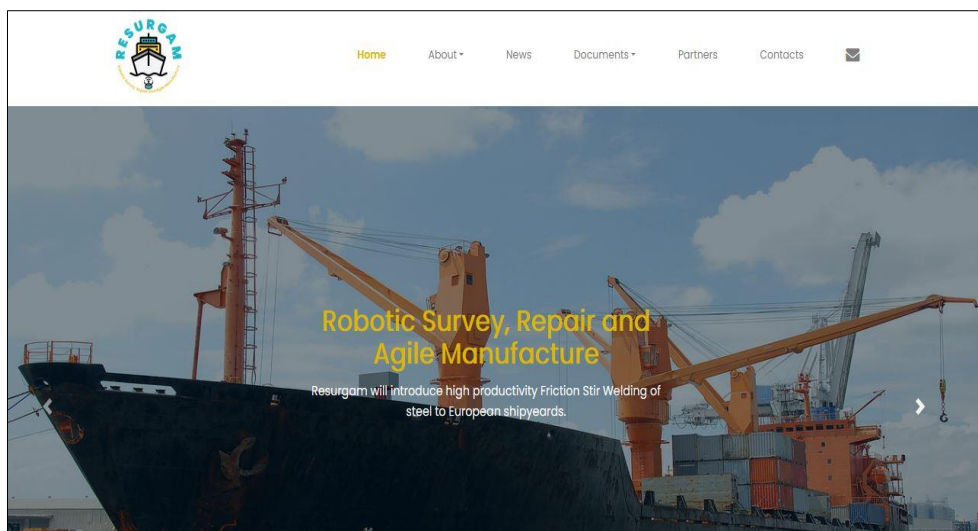 RESURGAM
Home
About
News
Documents
Partners
Contacts
Robotic Survey, Repair and
Agile Manufacture
Resurgam will introduce high productivity Friction Stir Welding of
steel to European shipyeards.